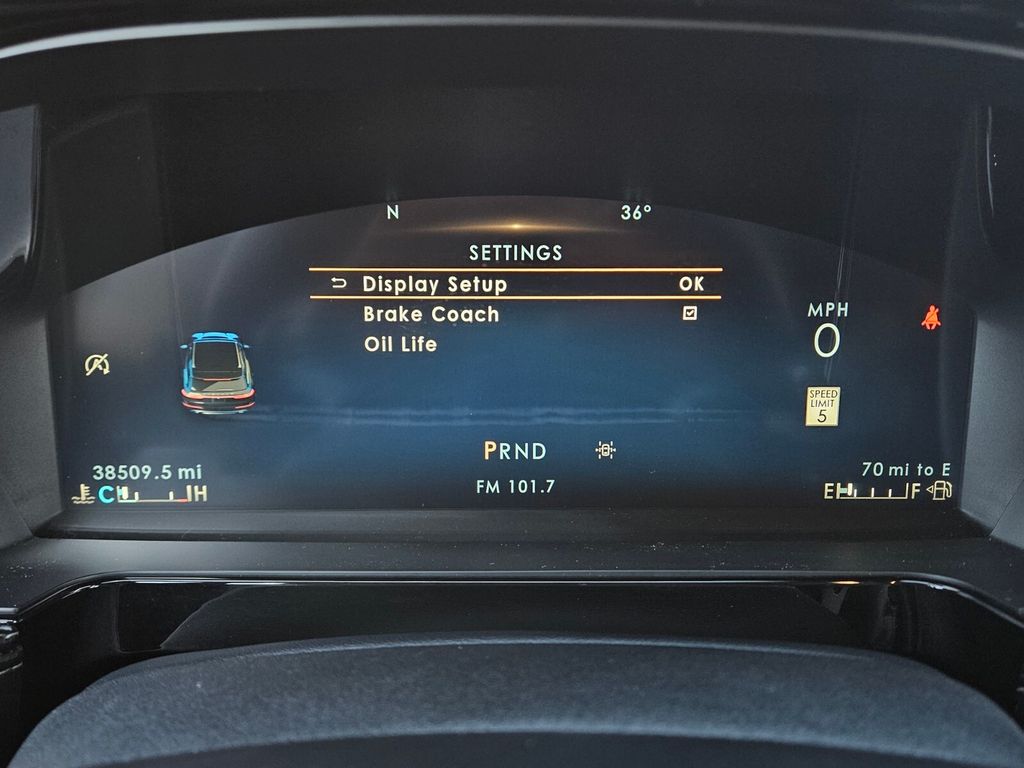 N 36°
SETTINGS
Display Setup OK
Brake Coach
Oil Life
MPH
0
SPEED
LIMIT
5
PRND
38509.5 mi
70 mi to E
C H
FM 101.7
E F